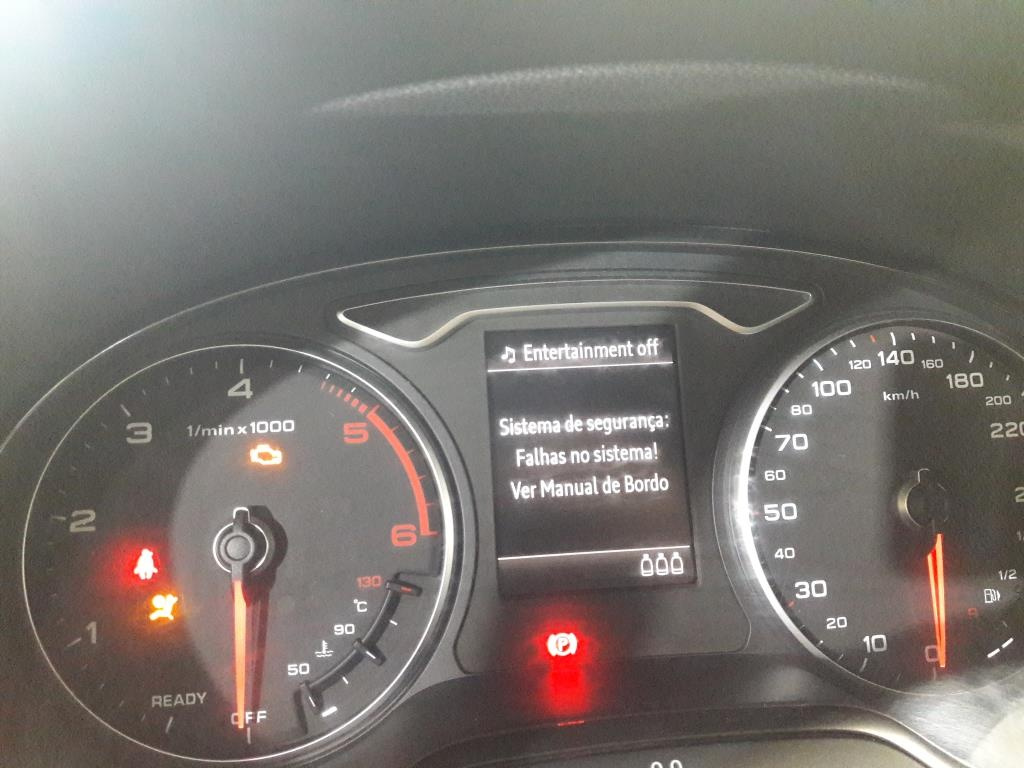 Entertainment off
Sistema de segurança:
Falhas no sistema!
Ver Manual de Bordo
1/min x 1000
1
2
3
4
5
6
READY
OFF
50
90
130
°C
0
10
20
30
40
50
60
70
80
100
120
140
160
180
200
220
km/h
1/2
R
P